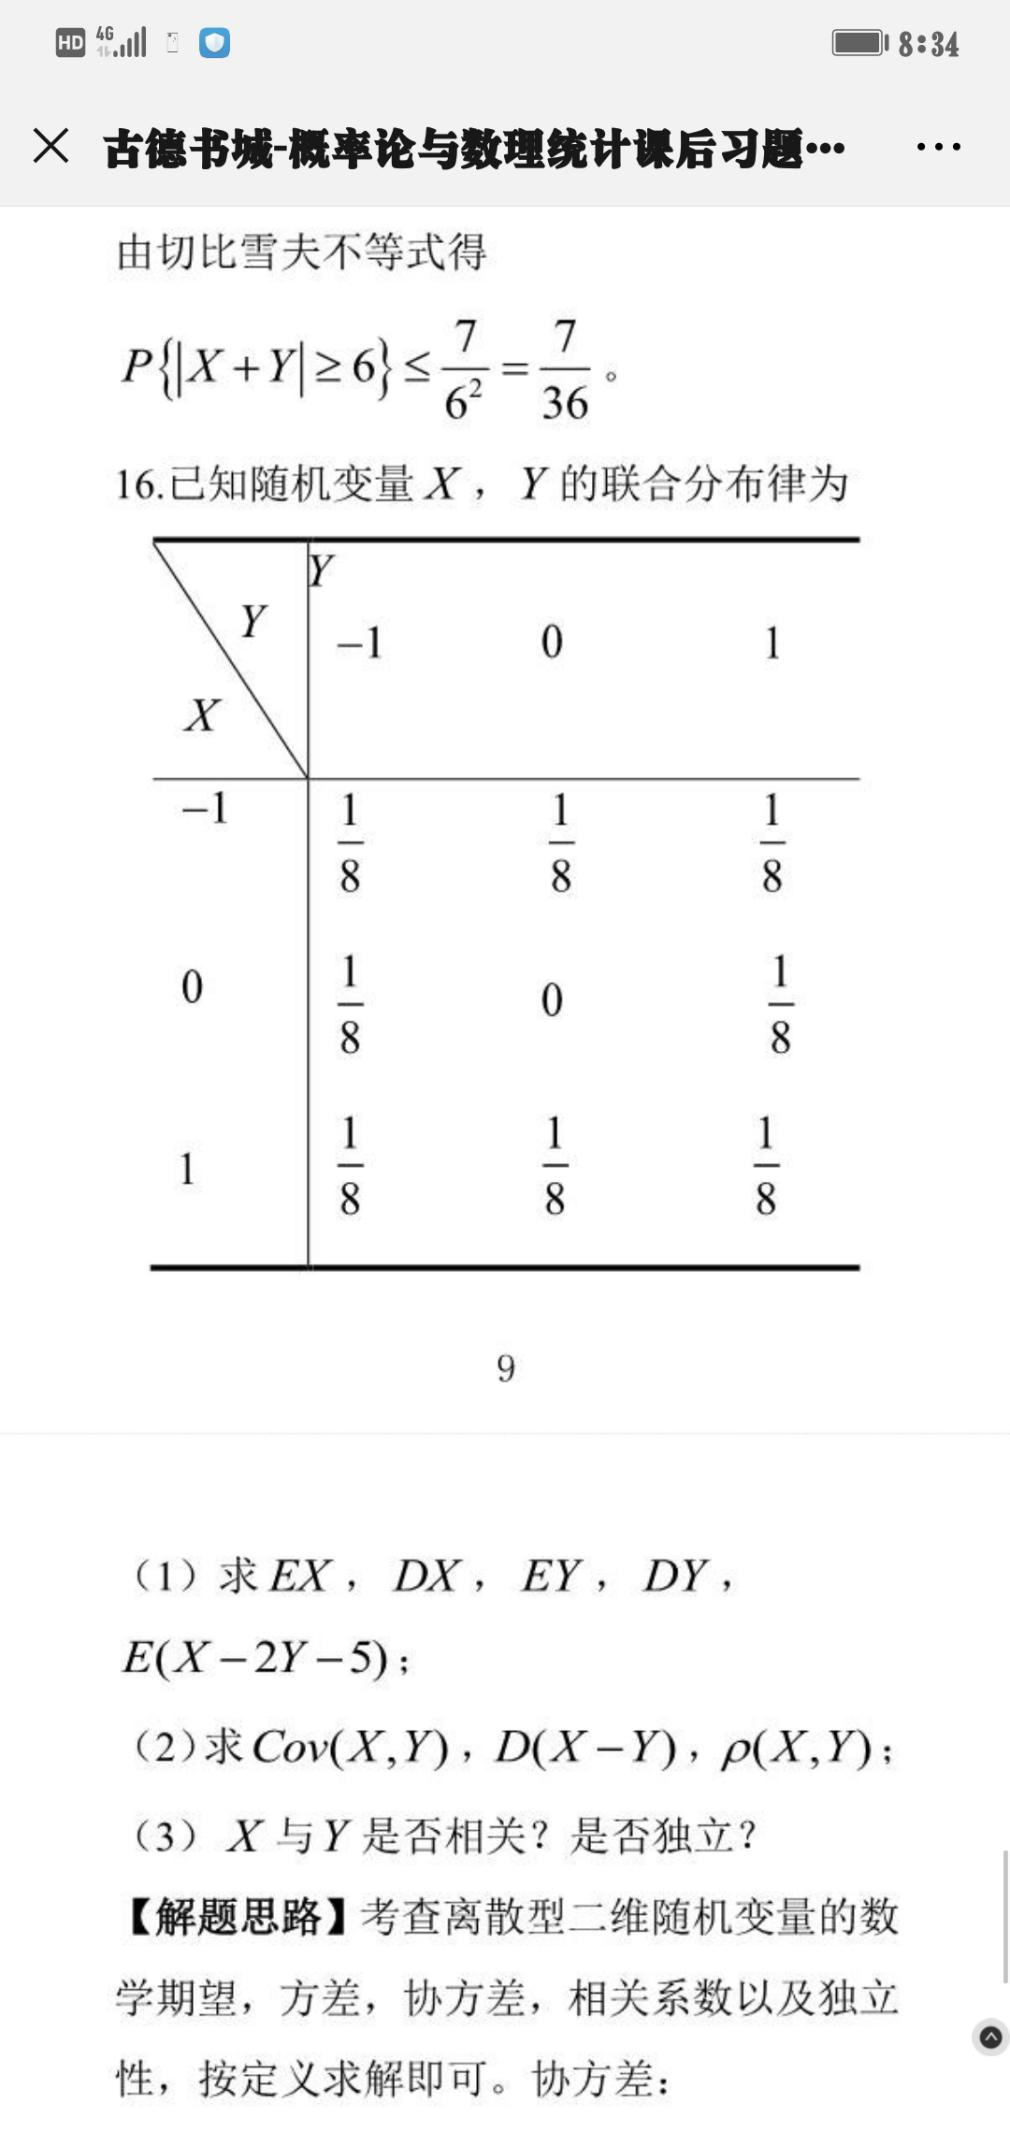 HD 4G 8:34
古德书城-概率论与数理统计课后习题···
由切比雪夫不等式得
P{|X+Y|≥6}≤7/6²=7/36。
16.已知随机变量 X， Y 的联合分布律为
Y
Y
X
−1 0 1
−1 1/8 1/8 1/8
0 1/8 0 1/8
1 1/8 1/8 1/8
9
（1）求 EX， DX， EY， DY，
E(X−2Y−5)；
（2）求Cov(X,Y)，D(X−Y)，ρ(X,Y)；
（3） X 与Y 是否相关？是否独立？
【解题思路】考查离散型二维随机变量的数
学期望，方差，协方差，相关系数以及独立
性，按定义求解即可。协方差：